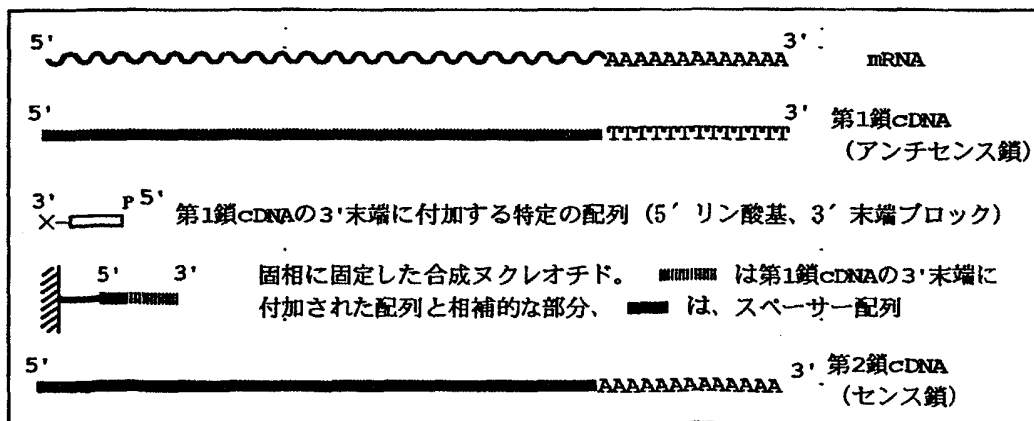 5' 3'
AAAAAAAAAAAAA mRNA
5' 3'
TTTTTTTTTTTTT 第1鎖cDNA
(アンチセンス鎖)
3' P 5'
×
第1鎖cDNAの3'末端に付加する特定の配列 (5´ リン酸基、3´ 末端ブロック)
5' 3'
固相に固定した合成ヌクレオチド。 は第1鎖cDNAの3'末端に
付加された配列と相補的な部分、 は、スペーサー配列
5' 3'
AAAAAAAAAAAAA 第2鎖cDNA
(センス鎖)